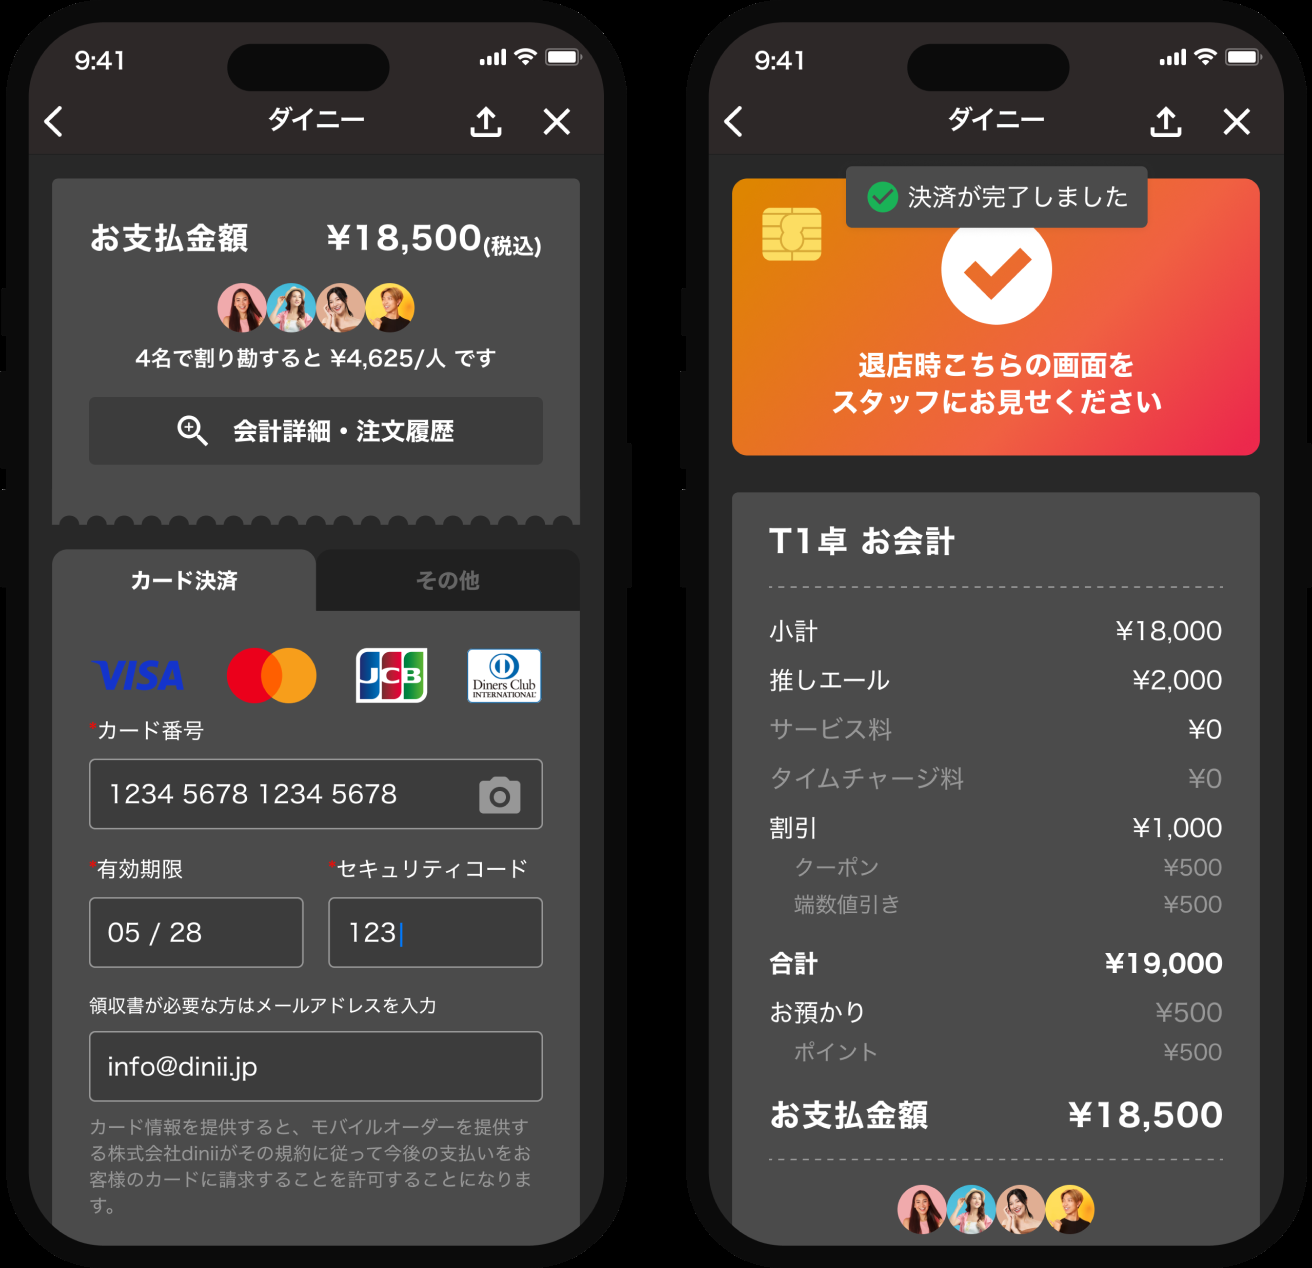 9:41
ダイニー
お支払金額 ¥18,500(税込)
4名で割り勘すると ¥4,625/人 です
会計詳細・注文履歴
カード決済 その他
VISA JCB Diners Club
INTERNATIONAL
*カード番号
1234 5678 1234 5678
*有効期限 *セキュリティコード
05 / 28 123
領収書が必要な方はメールアドレスを入力
info@dinii.jp
カード情報を提供すると、モバイルオーダーを提供す
る株式会社diniiがその規約に従って今後の支払いをお
客様のカードに請求することを許可することになりま
す。
9:41
ダイニー
決済が完了しました
退店時こちらの画面を
スタッフにお見せください
T1卓 お会計
小計 ¥18,000
推しエール ¥2,000
サービス料 ¥0
タイムチャージ料 ¥0
割引 ¥1,000
クーポン ¥500
端数値引き ¥500
合計 ¥19,000
お預かり ¥500
ポイント ¥500
お支払金額 ¥18,500